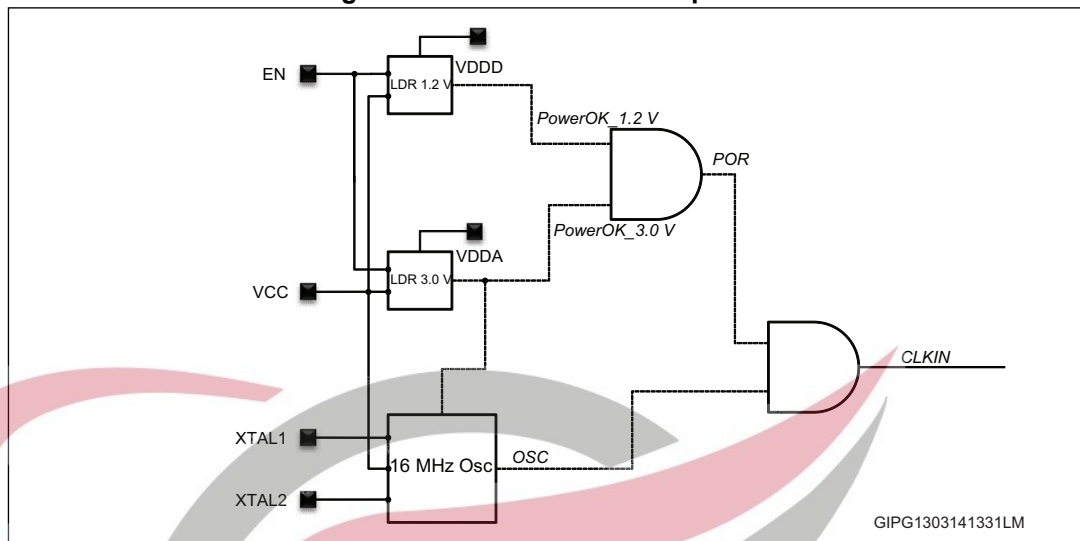 EN
VDDD
LDR 1.2 V
PowerOK_1.2 V
POR
PowerOK_3.0 V
VDDA
LDR 3.0 V
VCC
CLKIN
XTAL1
16 MHz Osc
OSC
XTAL2
GIPG1303141331LM